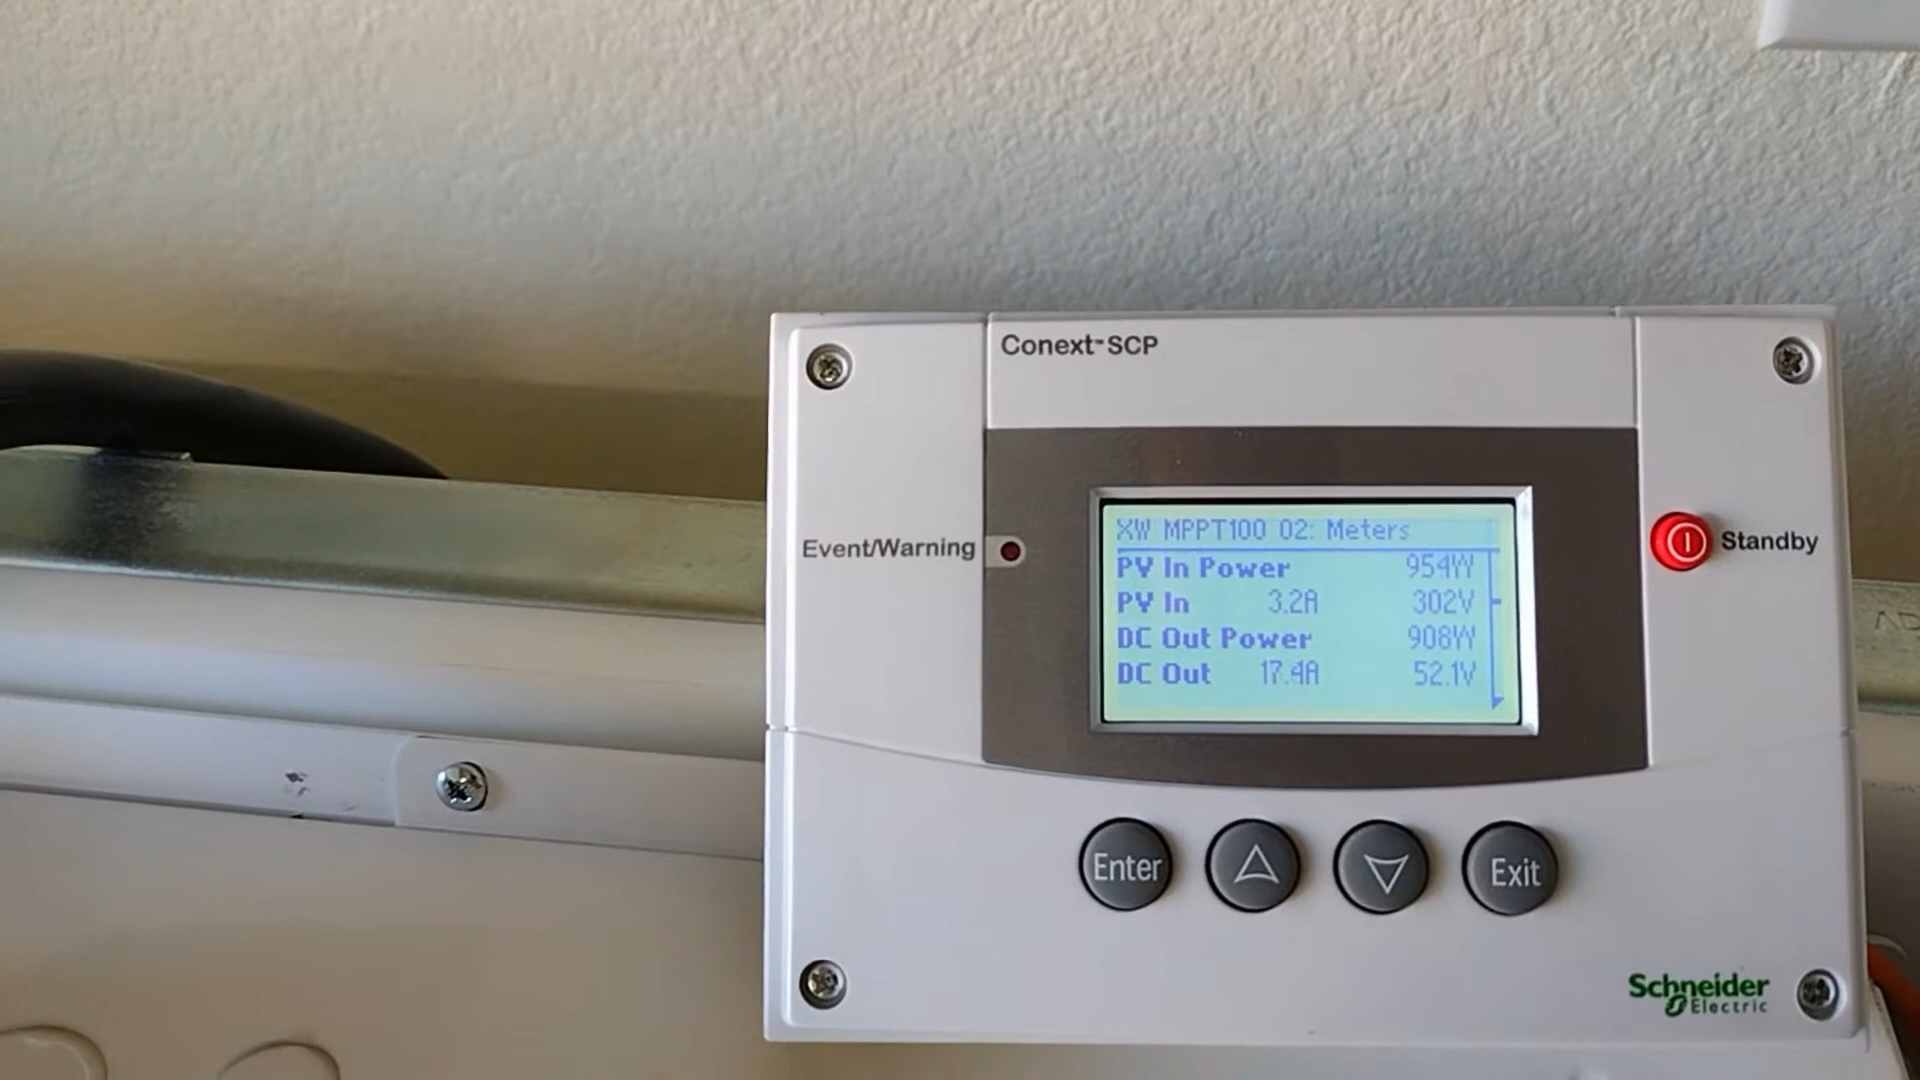 Conext™ SCP
Event/Warning
XW MPPT100 02: Meters
PV In Power 954W
PV In 3.2A 302V
DC Out Power 908W
DC Out 17.4A 52.1V
Standby
Enter
Exit
Schneider
Electric